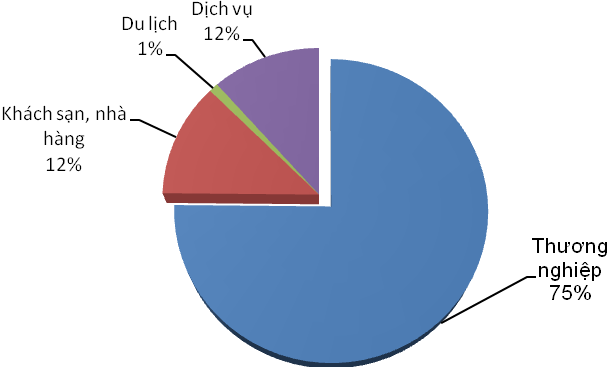 Dịch vụ
12%
Du lịch
1%
Khách sạn, nhà
hàng
12%
Thương
nghiệp
75%